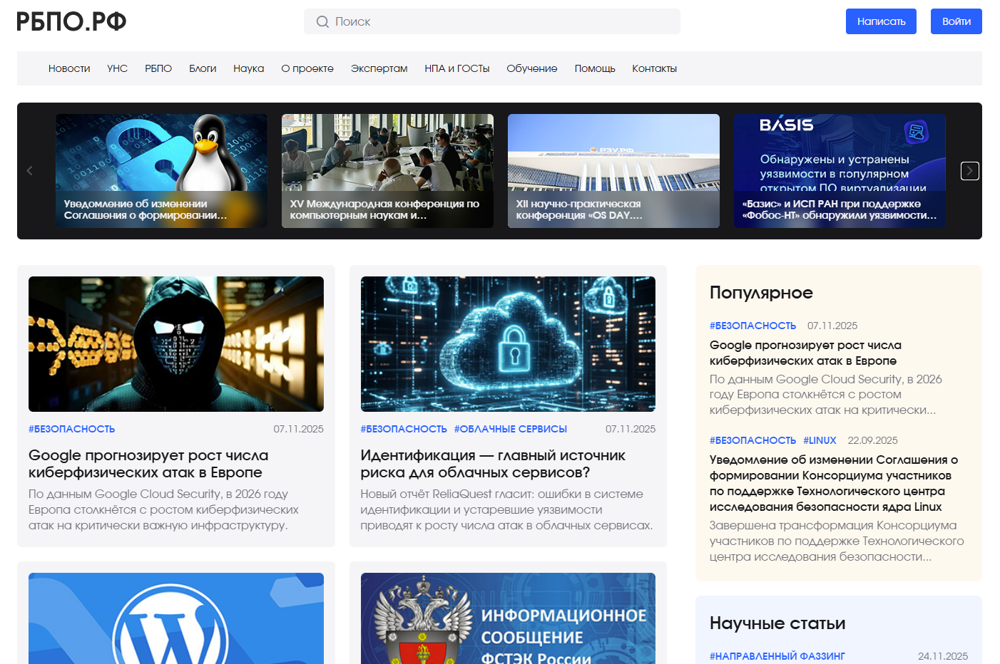 РБПО.РФ
Поиск
Написать
Войти
Новости УНС РБПО Блоги Наука О проекте Экспертам НПА и ГОСТы Обучение Помощь Контакты
Уведомление об изменении
Соглашения о формировании...
XV Международная конференция по
компьютерным наукам и...
РЭУ.РФ
XII научно-практическая
конференция «OS DAY....
BASIS
Обнаружены и устранены
уязвимости в популярном
открытом ПО виртуализации
«Базис» и ИСП РАН при поддержке
«Фобос-НТ» обнаружили уязвимости...
#БЕЗОПАСНОСТЬ 07.11.2025
Google прогнозирует рост числа
киберфизических атак в Европе
По данным Google Cloud Security, в 2026 году
Европа столкнётся с ростом киберфизических
атак на критически важную инфраструктуру.
#БЕЗОПАСНОСТЬ #ОБЛАЧНЫЕ СЕРВИСЫ 07.11.2025
Идентификация — главный источник
риска для облачных сервисов?
Новый отчёт ReliaQuest гласит: ошибки в системе
идентификации и устаревшие уязвимости
приводят к росту числа атак в облачных сервисах.
ИНФОРМАЦИОННОЕ
СООБЩЕНИЕ
ФСТЭК России
Популярное
#БЕЗОПАСНОСТЬ 07.11.2025
Google прогнозирует рост числа
киберфизических атак в Европе
По данным Google Cloud Security, в 2026
году Европа столкнётся с ростом
киберфизических атак на критически...
#БЕЗОПАСНОСТЬ #LINUX 22.09.2025
Уведомление об изменении Соглашения о
формировании Консорциума участников
по поддержке Технологического центра
исследования безопасности ядра Linux
Завершена трансформация Консорциума
участников по поддержке Технологического
центра исследования безопасности...
Научные статьи
#НАПРАВЛЕННЫЙ ФАЗЗИНГ 24.11.2025